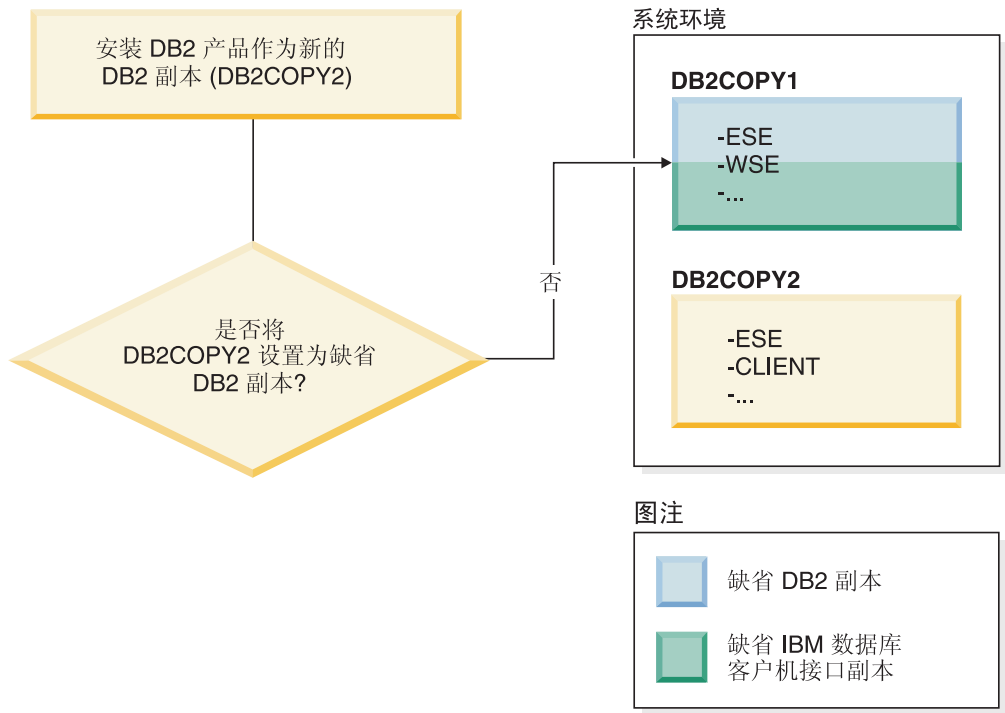 安装 DB2 产品作为新的
DB2 副本 (DB2COPY2)
是否将
DB2COPY2 设置为缺省
DB2 副本?
否
系统环境
DB2COPY1
-ESE
-WSE
-...
DB2COPY2
-ESE
-CLIENT
-...
图注
缺省 DB2 副本
缺省 IBM 数据库
客户机接口副本